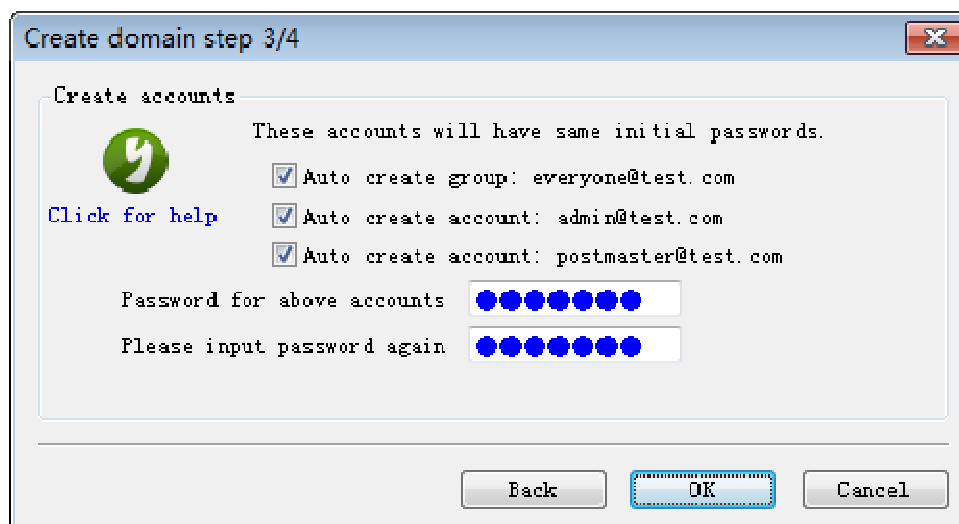 Create domain step 3/4
Create accounts
These accounts will have same initial passwords.
y
Click for help
Auto create group: everyone@test.com
Auto create account: admin@test.com
Auto create account: postmaster@test.com
Password for above accounts ●●●●●●●
Please input password again ●●●●●●●
Back OK Cancel